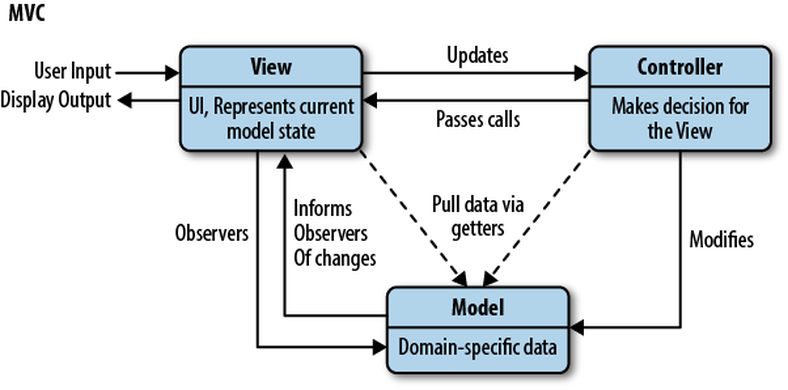 MVC
User Input
Display Output
View
UI, Represents current
model state
Updates
Passes calls
Controller
Makes decision for
the View
Observers
Informs
Observers
Of changes
Pull data via
getters
Modifies
Model
Domain-specific data